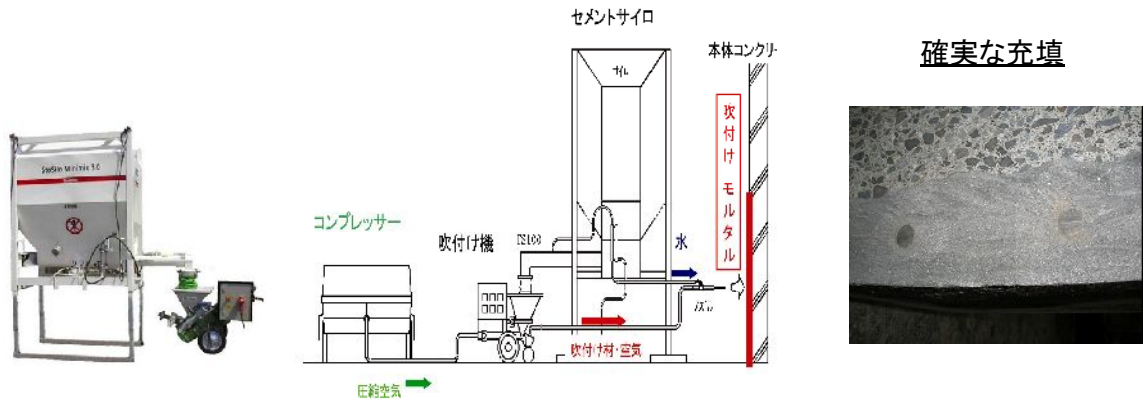 セメントサイロ
本体コンクリ-
確実な充填
吹付け モルタル
コンプレッサー
吹付け機
水
吹付け材・空気
圧縮空気